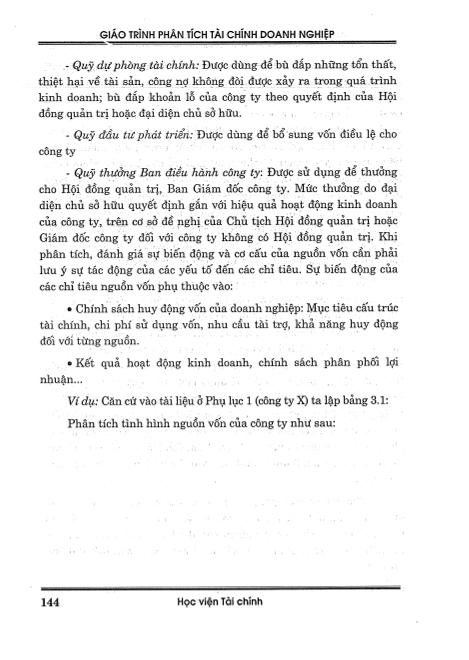 GIÁO TRÌNH PHÂN TÍCH TÀI CHÍNH DOANH NGHIỆP
- Quỹ dự phòng tài chính: Được dùng để bù đắp những tổn thất,
thiệt hại về tài sản, công nợ không đòi được xảy ra trong quá trình
kinh doanh; bù đắp khoản lỗ của công ty theo quyết định của Hội
đồng quản trị hoặc đại diện chủ sở hữu.
- Quỹ đầu tư phát triển: Được dùng để bổ sung vốn điều lệ cho
công ty
- Quỹ thưởng Ban điều hành công ty: Được sử dụng để thưởng
cho Hội đồng quản trị, Ban Giám đốc công ty. Mức thưởng do đại
diện chủ sở hữu quyết định gắn với hiệu quả hoạt động kinh doanh
của công ty, trên cơ sở đề nghị của Chủ tịch Hội đồng quản trị hoặc
Giám đốc công ty đối với công ty không có Hội đồng quản trị. Khi
phân tích, đánh giá sự biến động và cơ cấu của nguồn vốn cần phải
lưu ý sự tác động của các yếu tố đến các chỉ tiêu. Sự biến động của
các chỉ tiêu nguồn vốn phụ thuộc vào:
• Chính sách huy động vốn của doanh nghiệp: Mục tiêu cấu trúc
tài chính, chi phí sử dụng vốn, nhu cầu tài trợ, khả năng huy động
đối với từng nguồn.
• Kết quả hoạt động kinh doanh, chính sách phân phối lợi
nhuận...
Ví dụ: Căn cứ vào tài liệu ở Phụ lục 1 (công ty X) ta lập bảng 3.1:
Phân tích tình hình nguồn vốn của công ty như sau:
144 Học viện Tài chính